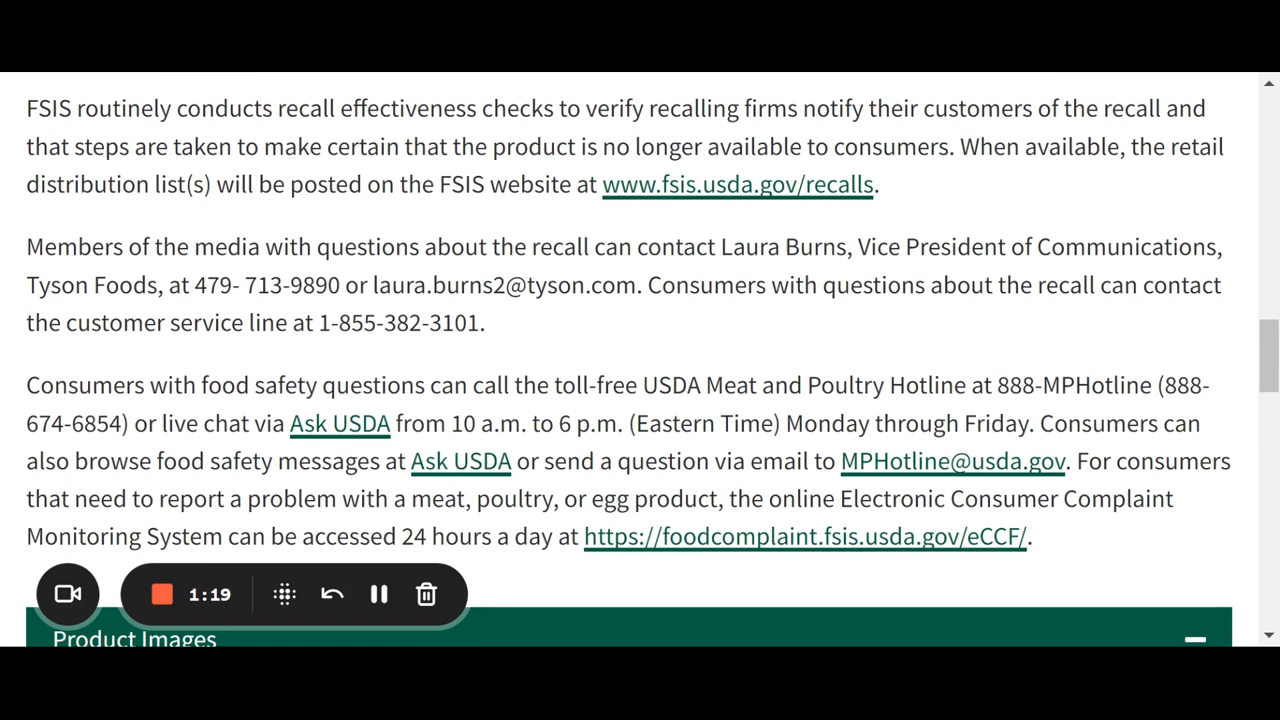 FSIS routinely conducts recall effectiveness checks to verify recalling firms notify their customers of the recall and
that steps are taken to make certain that the product is no longer available to consumers. When available, the retail
distribution list(s) will be posted on the FSIS website at www.fsis.usda.gov/recalls.
Members of the media with questions about the recall can contact Laura Burns, Vice President of Communications,
Tyson Foods, at 479- 713-9890 or laura.burns2@tyson.com. Consumers with questions about the recall can contact
the customer service line at 1-855-382-3101.
Consumers with food safety questions can call the toll-free USDA Meat and Poultry Hotline at 888-MPHotline (888-
674-6854) or live chat via Ask USDA from 10 a.m. to 6 p.m. (Eastern Time) Monday through Friday. Consumers can
also browse food safety messages at Ask USDA or send a question via email to MPHotline@usda.gov. For consumers
that need to report a problem with a meat, poultry, or egg product, the online Electronic Consumer Complaint
Monitoring System can be accessed 24 hours a day at https://foodcomplaint.fsis.usda.gov/eCCF/.
1:19
Product Images